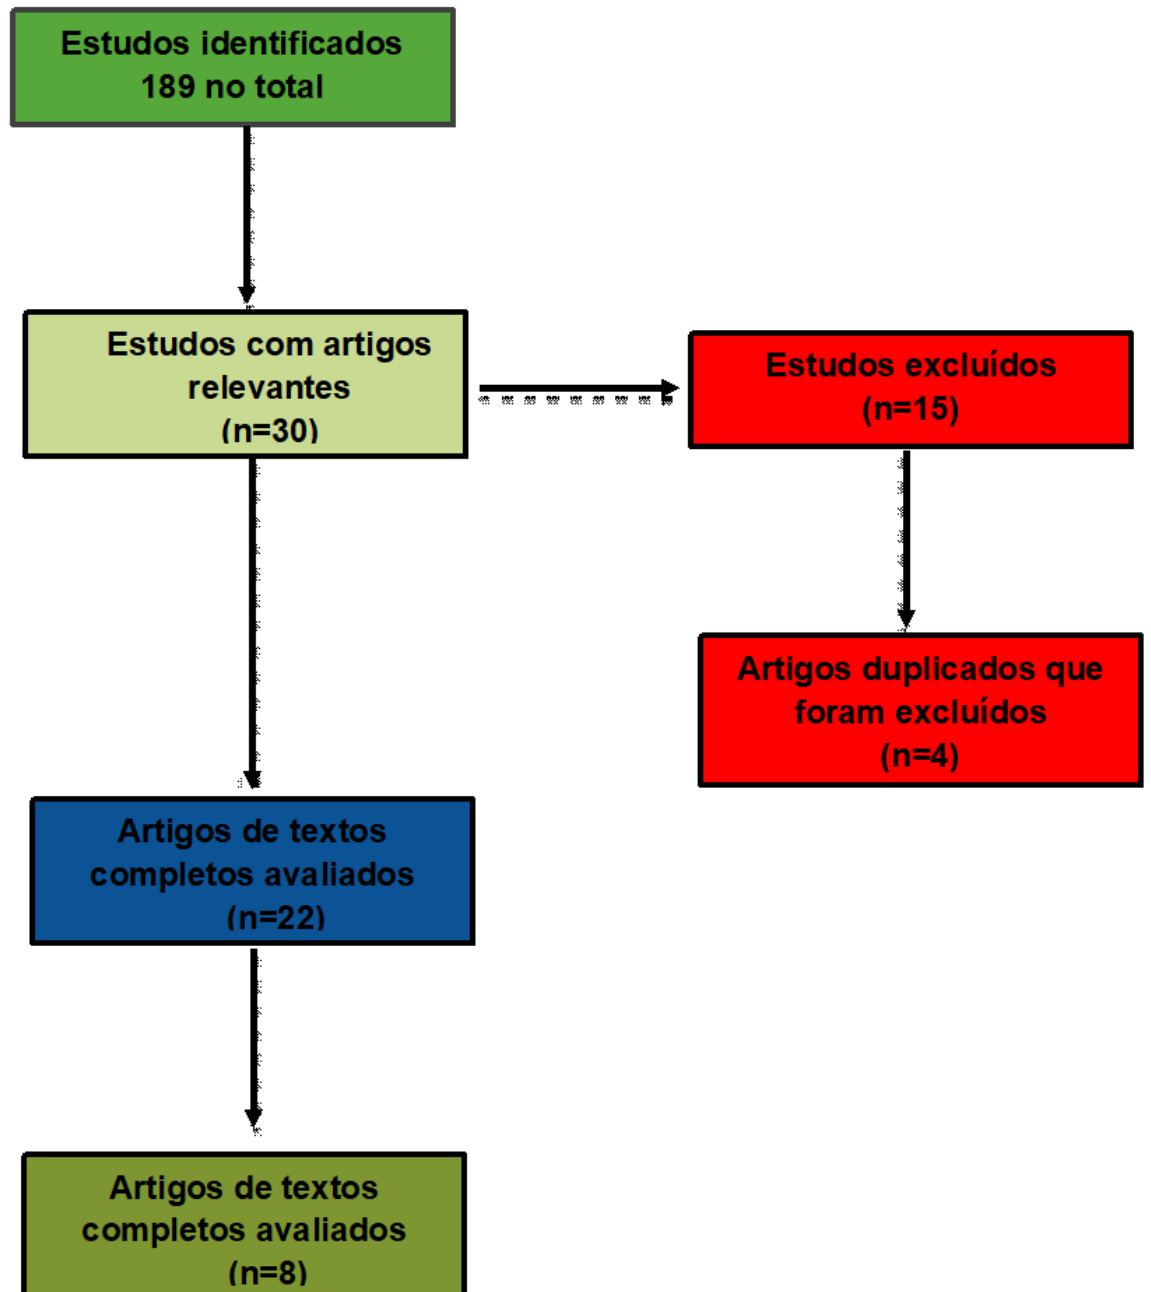 Estudos identificados
189 no total
Estudos com artigos
relevantes
(n=30)
Estudos excluídos
(n=15)
Artigos duplicados que
foram excluídos
(n=4)
Artigos de textos
completos avaliados
(n=22)
Artigos de textos
completos avaliados
(n=8)